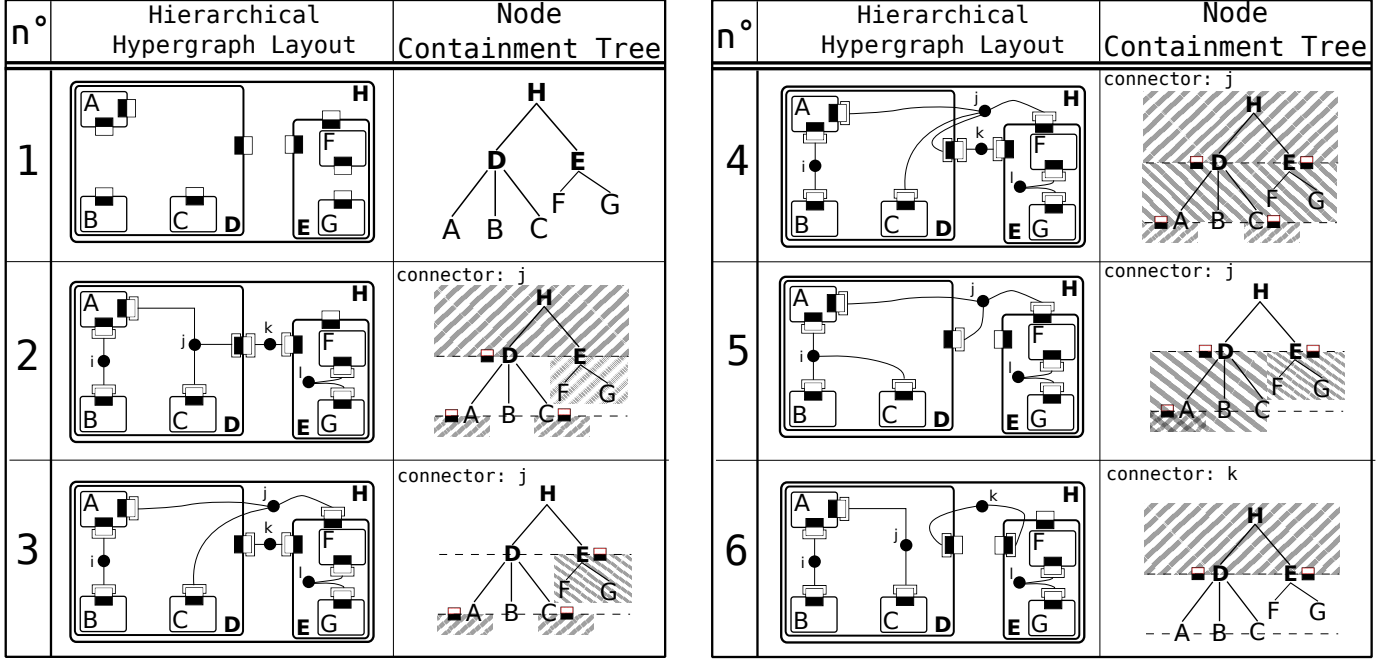 n° Hierarchical Hypergraph Layout Node Containment Tree
1
A H F B C D E G
H
D E
F G
A B C
2
A H F j k i l B C D E G
connector: j
H
D E
F G
A B C
3
A j H k F i l B C D E G
connector: j
H
D E
F G
A B C
n° Hierarchical Hypergraph Layout Node Containment Tree
4
A j H k F i l B C D E G
connector: j
H
D E
F G
A B C
5
A j H F i l B C D E G
connector: j
H
D E
F G
A B C
6
A k H j F i l B C D E G
connector: k
H
D E
F G
A B C